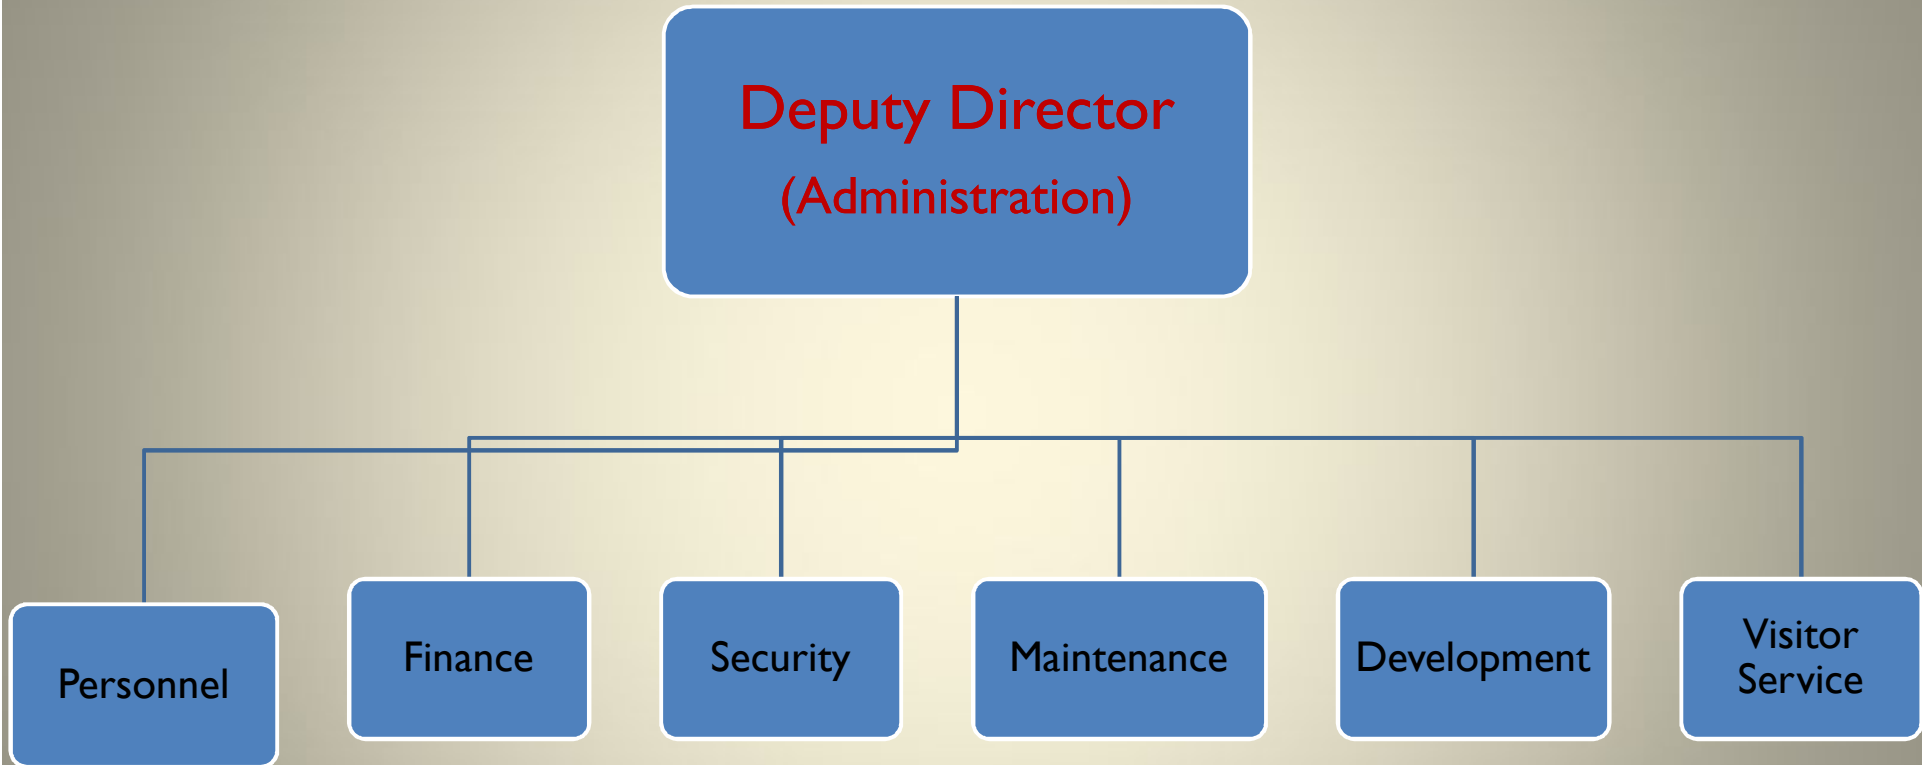 Deputy Director
(Administration)
Personnel
Finance
Security
Maintenance
Development
Visitor
Service